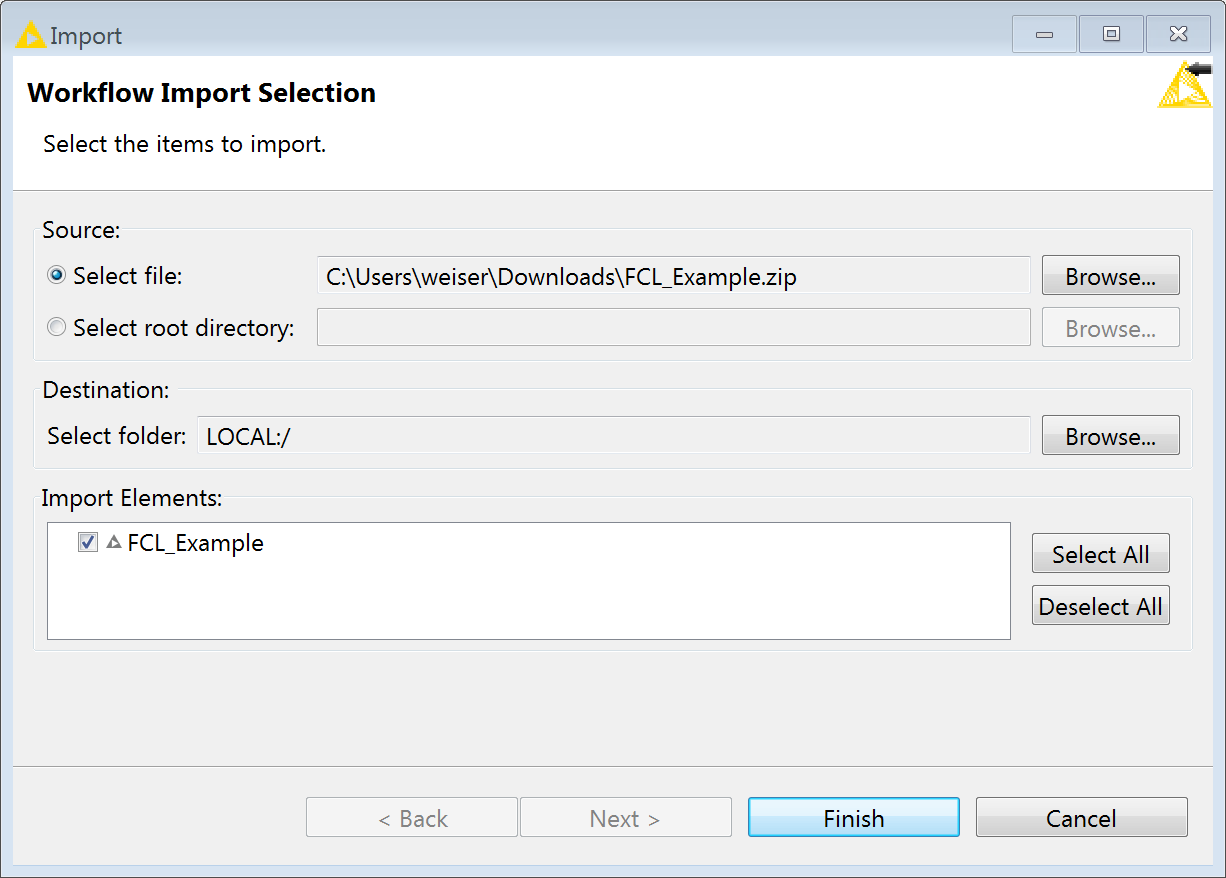 Import
Workflow Import Selection
Select the items to import.
Source:
Select file: C:\Users\weiser\Downloads\FCL_Example.zip Browse...
Select root directory: Browse...
Destination:
Select folder: LOCAL:/ Browse...
Import Elements:
FCL_Example
Select All
Deselect All
< Back Next > Finish Cancel